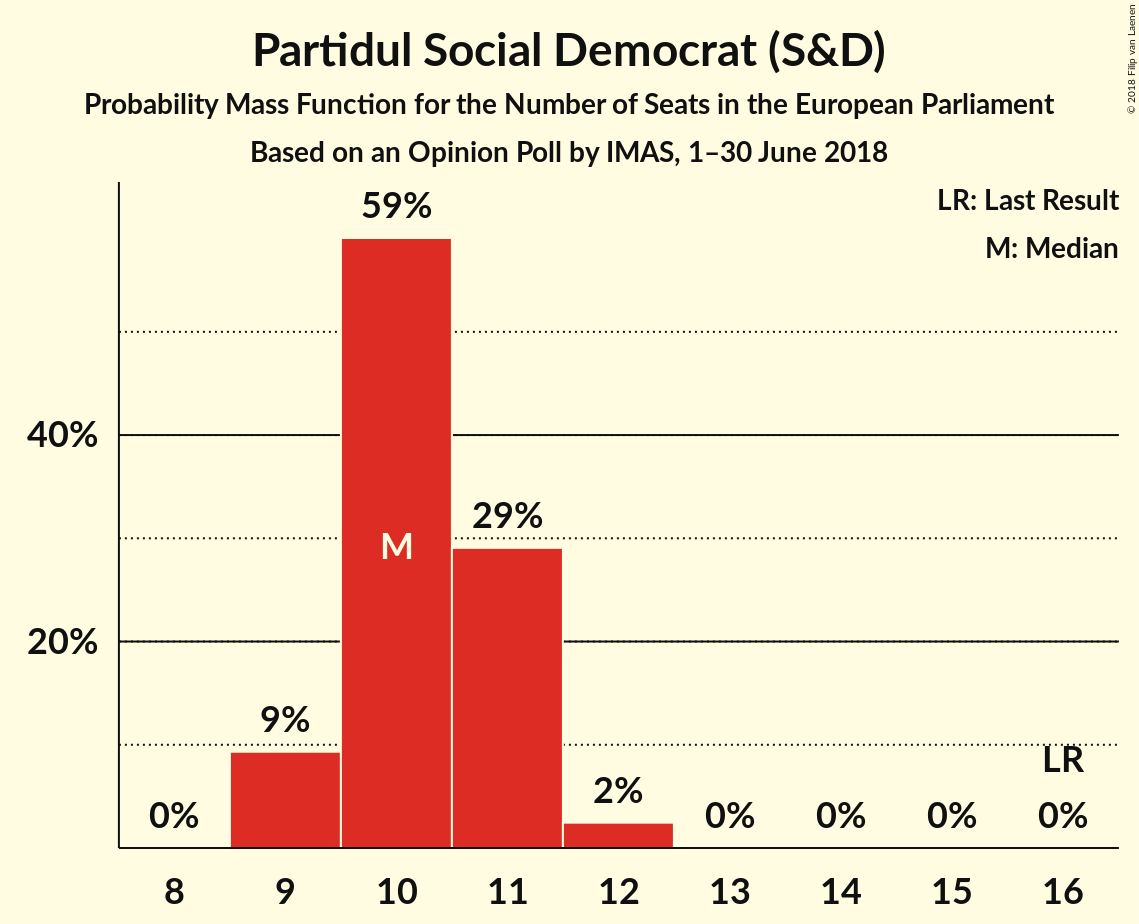 Partidul Social Democrat (S&D)
Probability Mass Function for the Number of Seats in the European Parliament
Based on an Opinion Poll by IMAS, 1–30 June 2018
© 2018 Filip van Laenen
LR: Last Result
M: Median
59%
40%
29%
M
20%
9%
LR
2%
0%
0%
0%
0%
0%
8 9 10 11 12 13 14 15 16